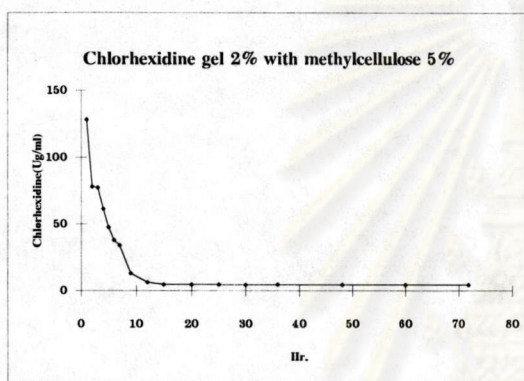 Chlorhexidine gel 2% with methylcellulose 5%
150
100
50
0
Chlorhexidine(Ug/ml)
0 10 20 30 40 50 60 70 80
Hr.